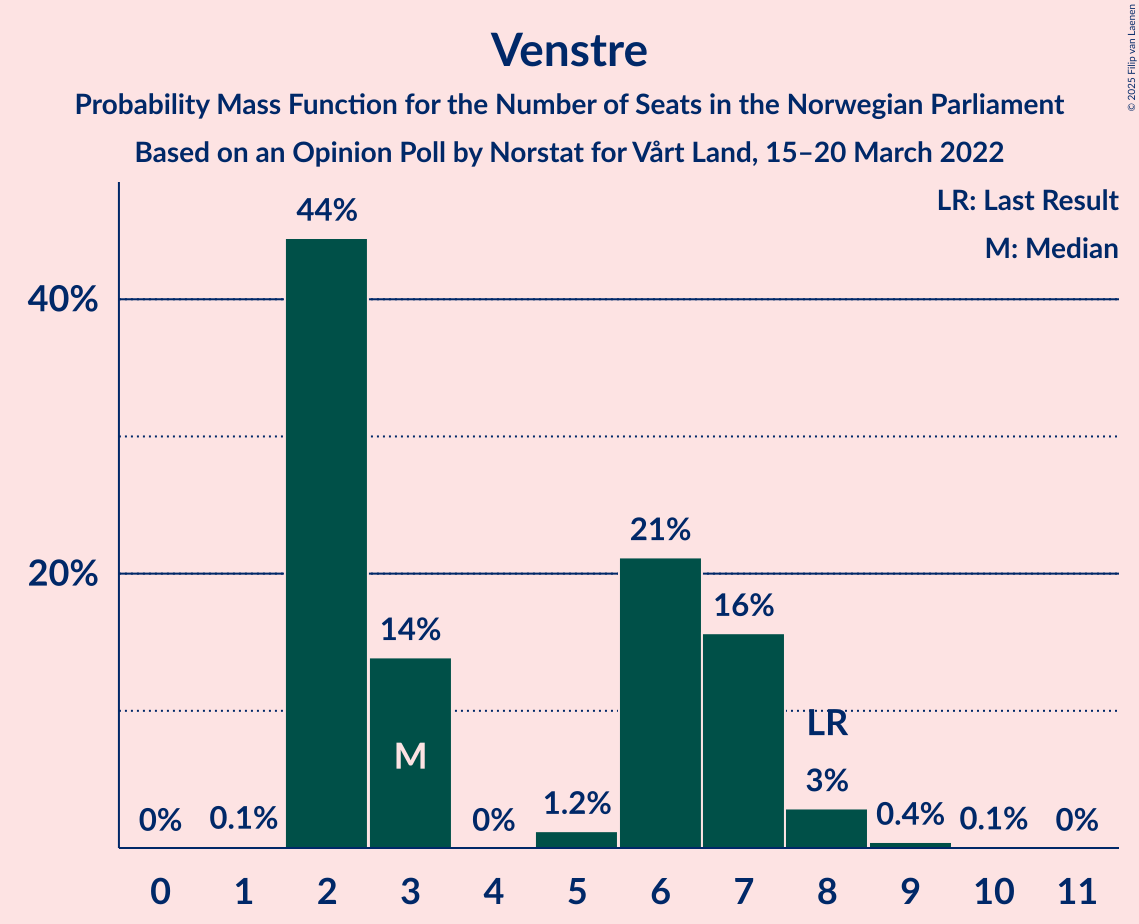 Venstre
Probability Mass Function for the Number of Seats in the Norwegian Parliament
Based on an Opinion Poll by Norstat for Vårt Land, 15–20 March 2022
© 2025 Filip van Laenen
LR: Last Result
M: Median
44%
40%
21%
20%
16%
14%
LR
M
3%
1.2%
0.4%
0%
0.1%
0%
0.1%
0%
0 1 2 3 4 5 6 7 8 9 10 11